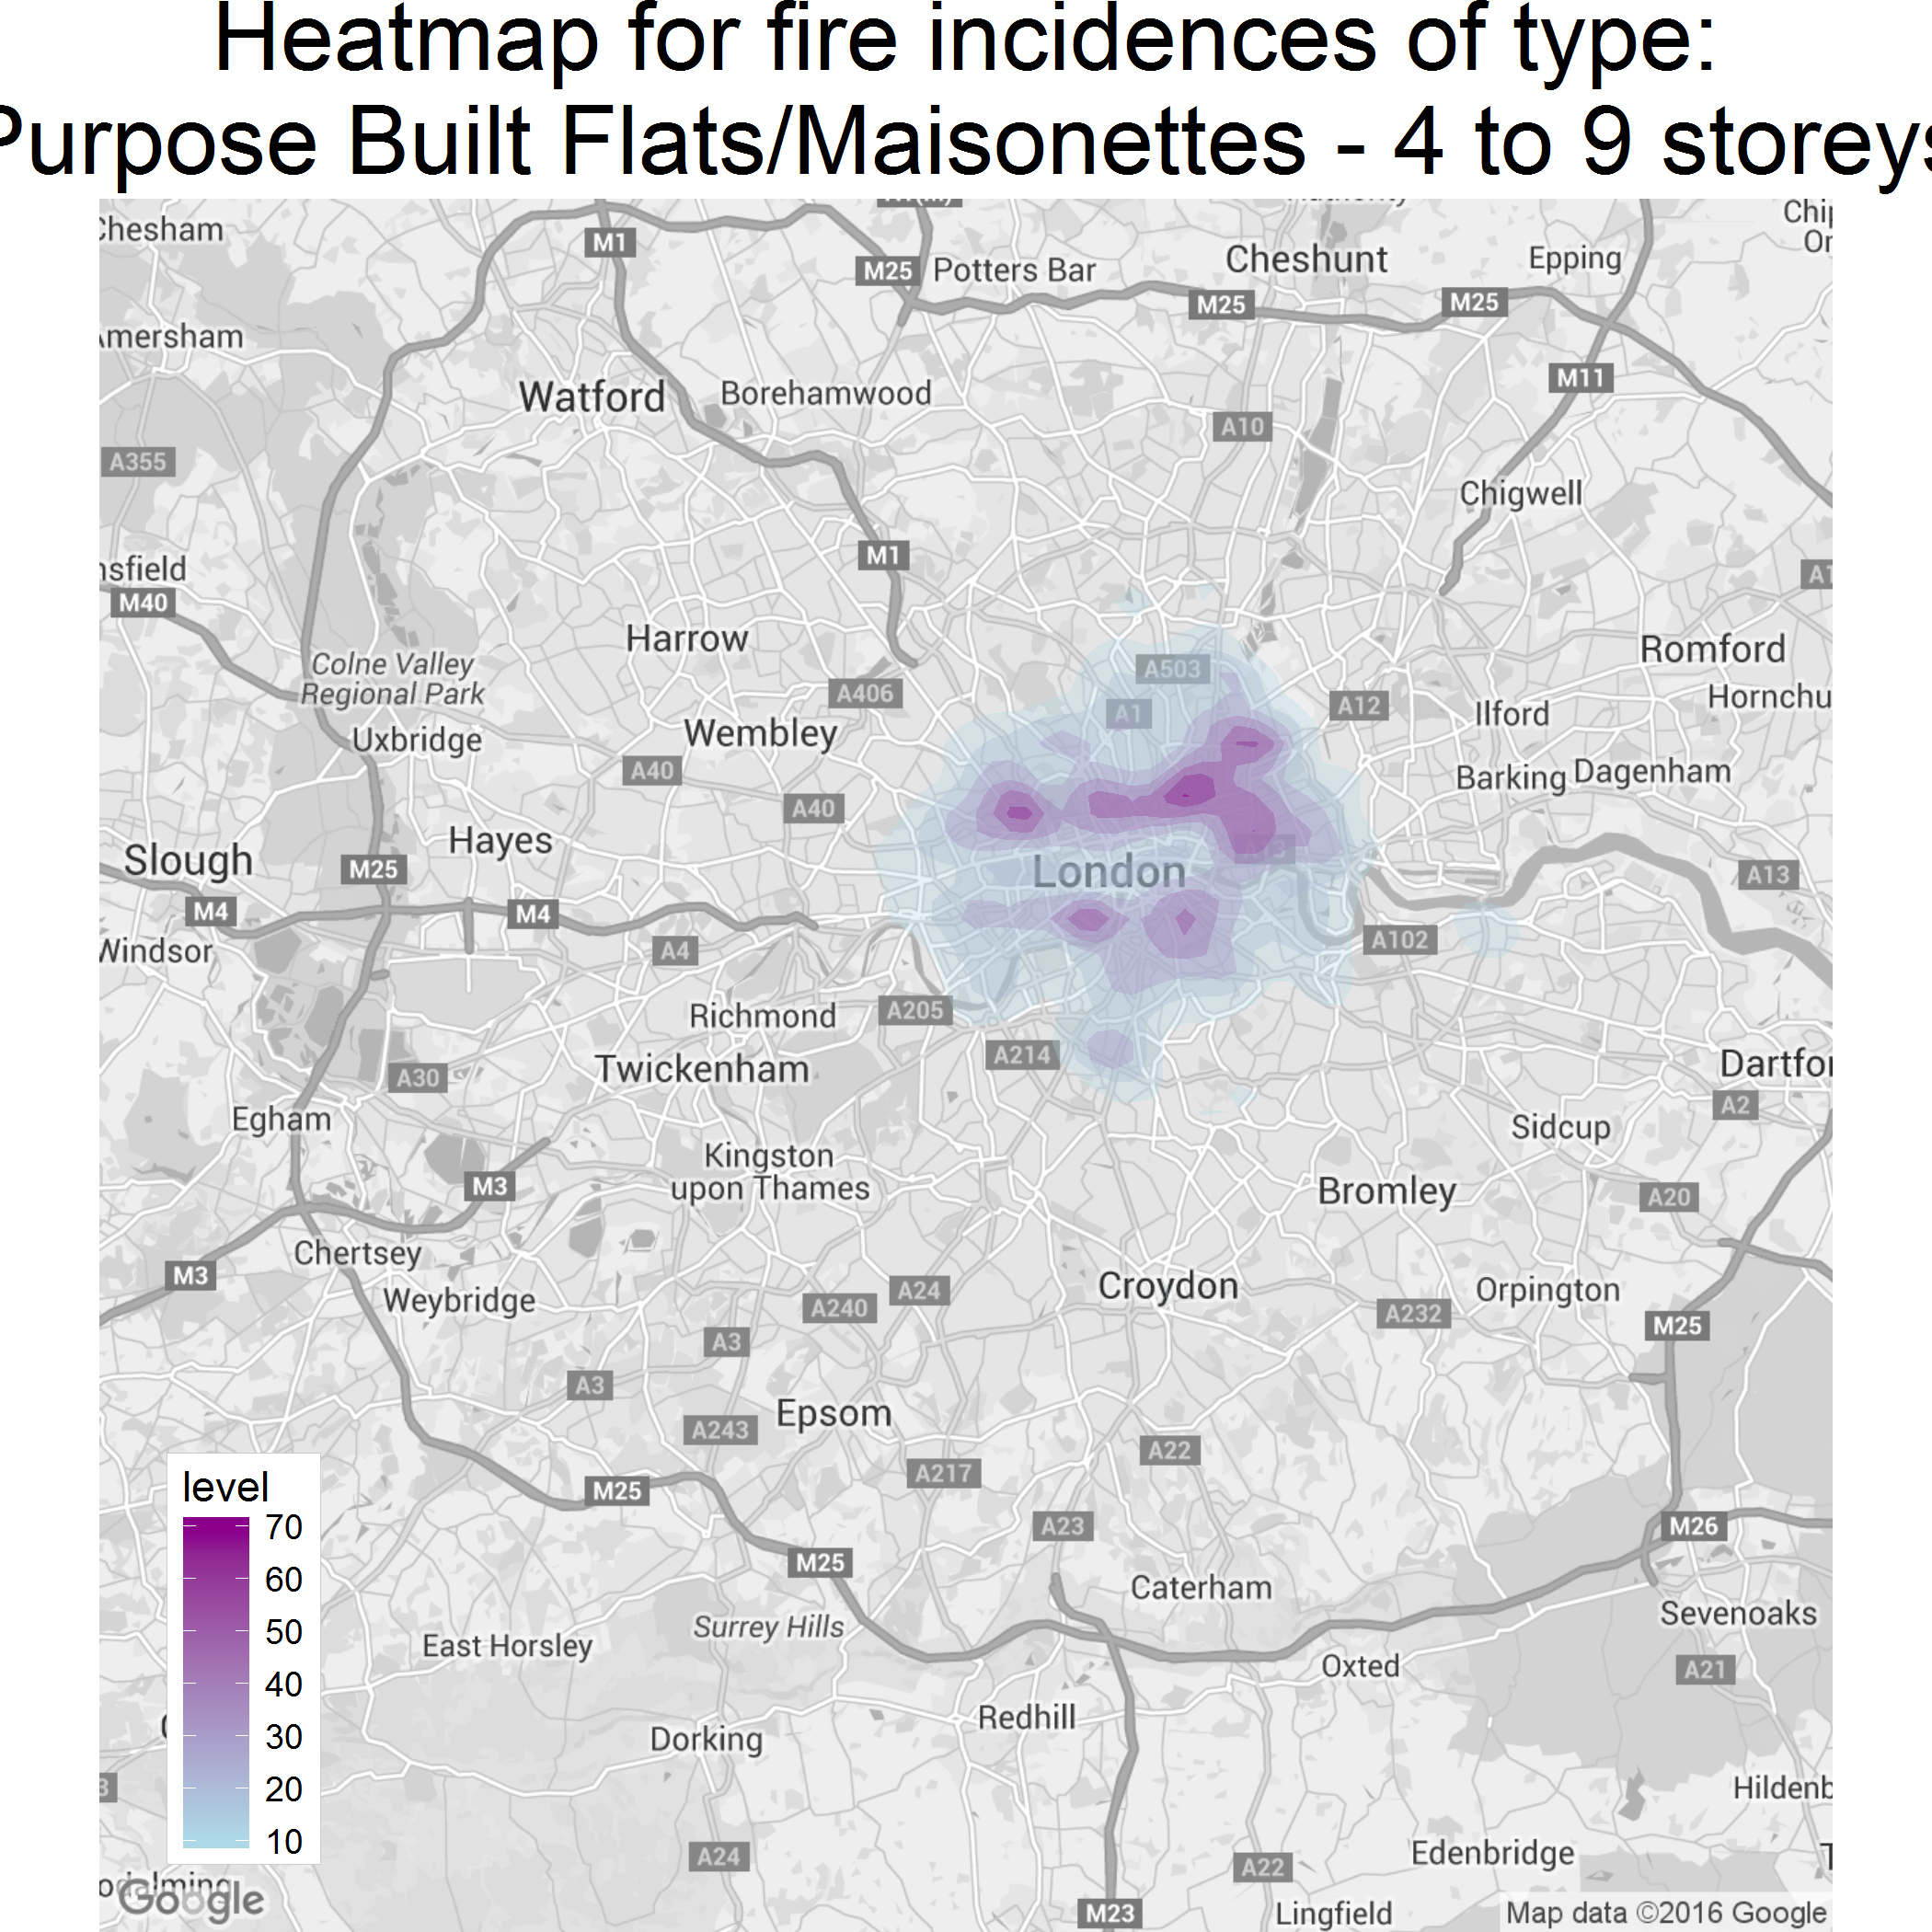 Heatmap for fire incidences of type:
Purpose Built Flats/Maisonettes - 4 to 9 storeys
Chesham
M1
M25
Potters Bar
Cheshunt
Epping
M25
M25
Amersham
M11
Watford
Borehamwood
A10
A355
Chigwell
M1
nsfield
M40
A1
Harrow
Romford
Colne Valley
Regional Park
A503
A406
A1
A12
Ilford
Hornchu
Uxbridge
Wembley
A40
Barking
Dagenham
A40
Hayes
Slough
M25
London
A13
M4
M4
A4
A102
Windsor
Richmond
A205
A214
Twickenham
A30
Dartfor
A2
Egham
Sidcup
Kingston
upon Thames
M3
Bromley
A20
Chertsey
M3
Weybridge
A24
A240
Croydon
A232
Orpington
M25
A3
A3
Epsom
A243
A22
A217
M25
level
70
60
50
40
30
20
10
A23
M26
M25
Caterham
Sevenoaks
Surrey Hills
East Horsley
Oxted
A21
Redhill
Dorking
Hildenb
A24
A22
Edenbridge
Google
M23
Lingfield
Map data ©2016 Google